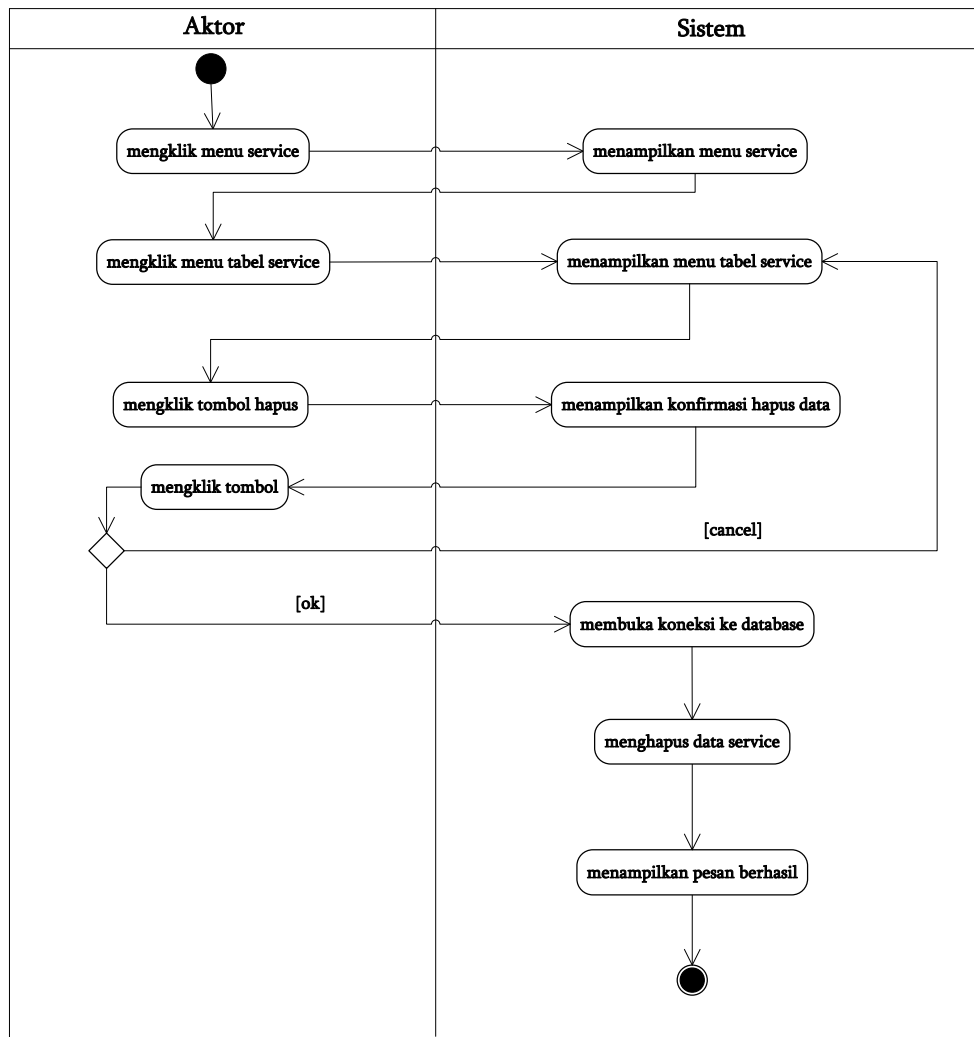 Aktor
Sistem
mengklik menu service
menampilkan menu service
mengklik menu tabel service
menampilkan menu tabel service
mengklik tombol hapus
menampilkan konfirmasi hapus data
mengklik tombol
[cancel]
[ok]
membuka koneksi ke database
menghapus data service
menampilkan pesan berhasil